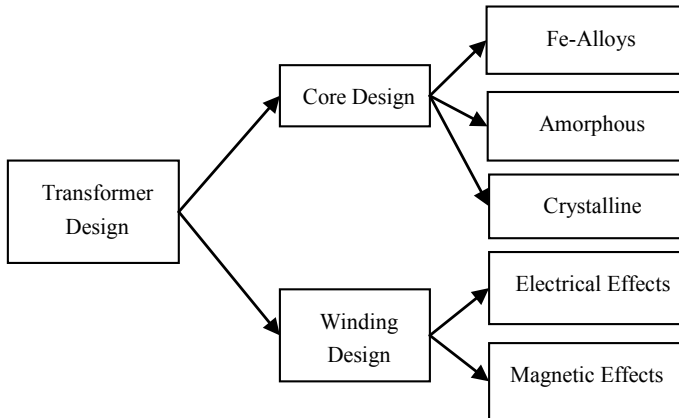 Transformer
Design
Core Design
Winding
Design
Fe-Alloys
Amorphous
Crystalline
Electrical Effects
Magnetic Effects